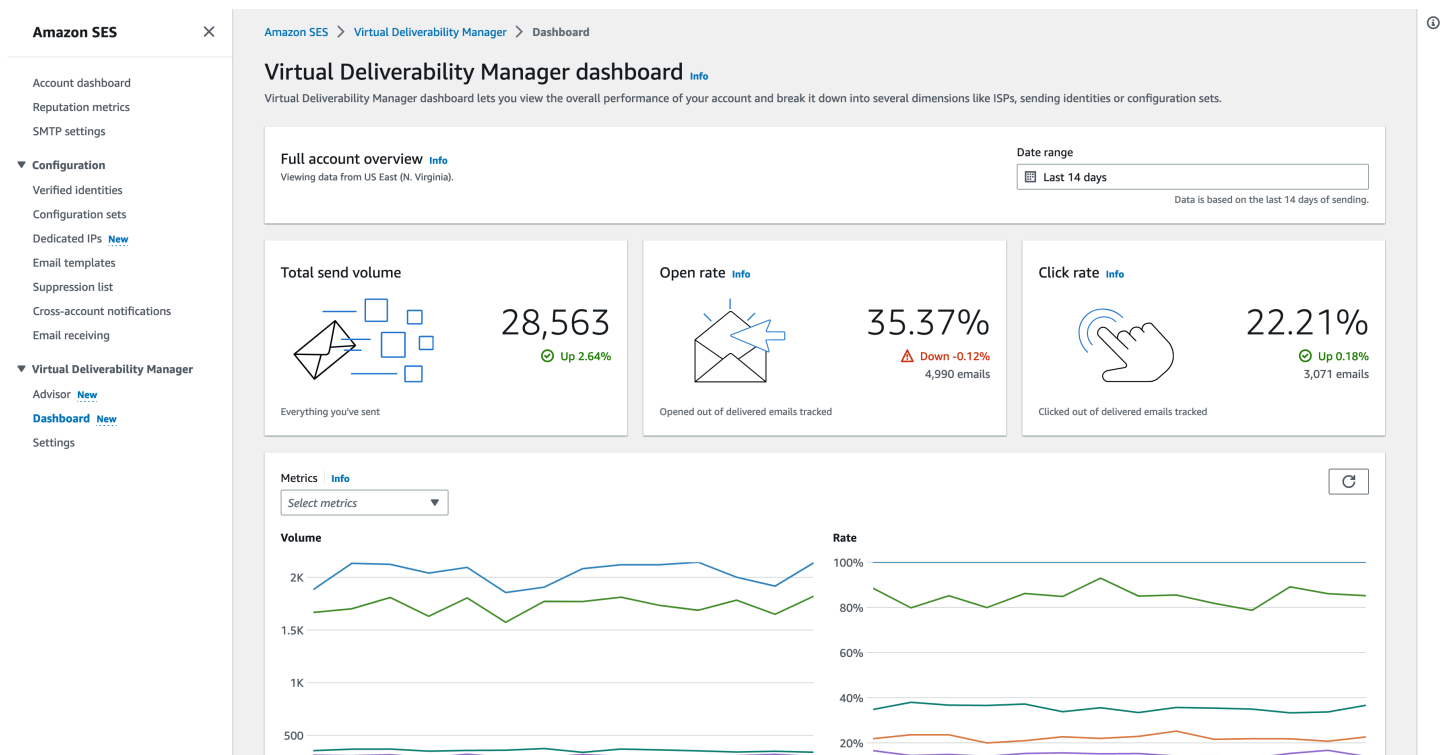 Amazon SES
Account dashboard
Reputation metrics
SMTP settings
Configuration
Verified identities
Configuration sets
Dedicated IPs New
Email templates
Suppression list
Cross-account notifications
Email receiving
Virtual Deliverability Manager
Advisor New
Dashboard New
Settings
Amazon SES > Virtual Deliverability Manager > Dashboard
Virtual Deliverability Manager dashboard Info
Virtual Deliverability Manager dashboard lets you view the overall performance of your account and break it down into several dimensions like ISPs, sending identities or configuration sets.
Full account overview Info
Viewing data from US East (N. Virginia).
Date range
Last 14 days
Data is based on the last 14 days of sending.
Total send volume
28,563
Up 2.64%
Everything you've sent
Open rate Info
35.37%
Down -0.12%
4,990 emails
Opened out of delivered emails tracked
Click rate Info
22.21%
Up 0.18%
3,071 emails
Clicked out of delivered emails tracked
Metrics Info
Select metrics
Volume
2K
1.5K
1K
500
Rate
100%
80%
60%
40%
20%